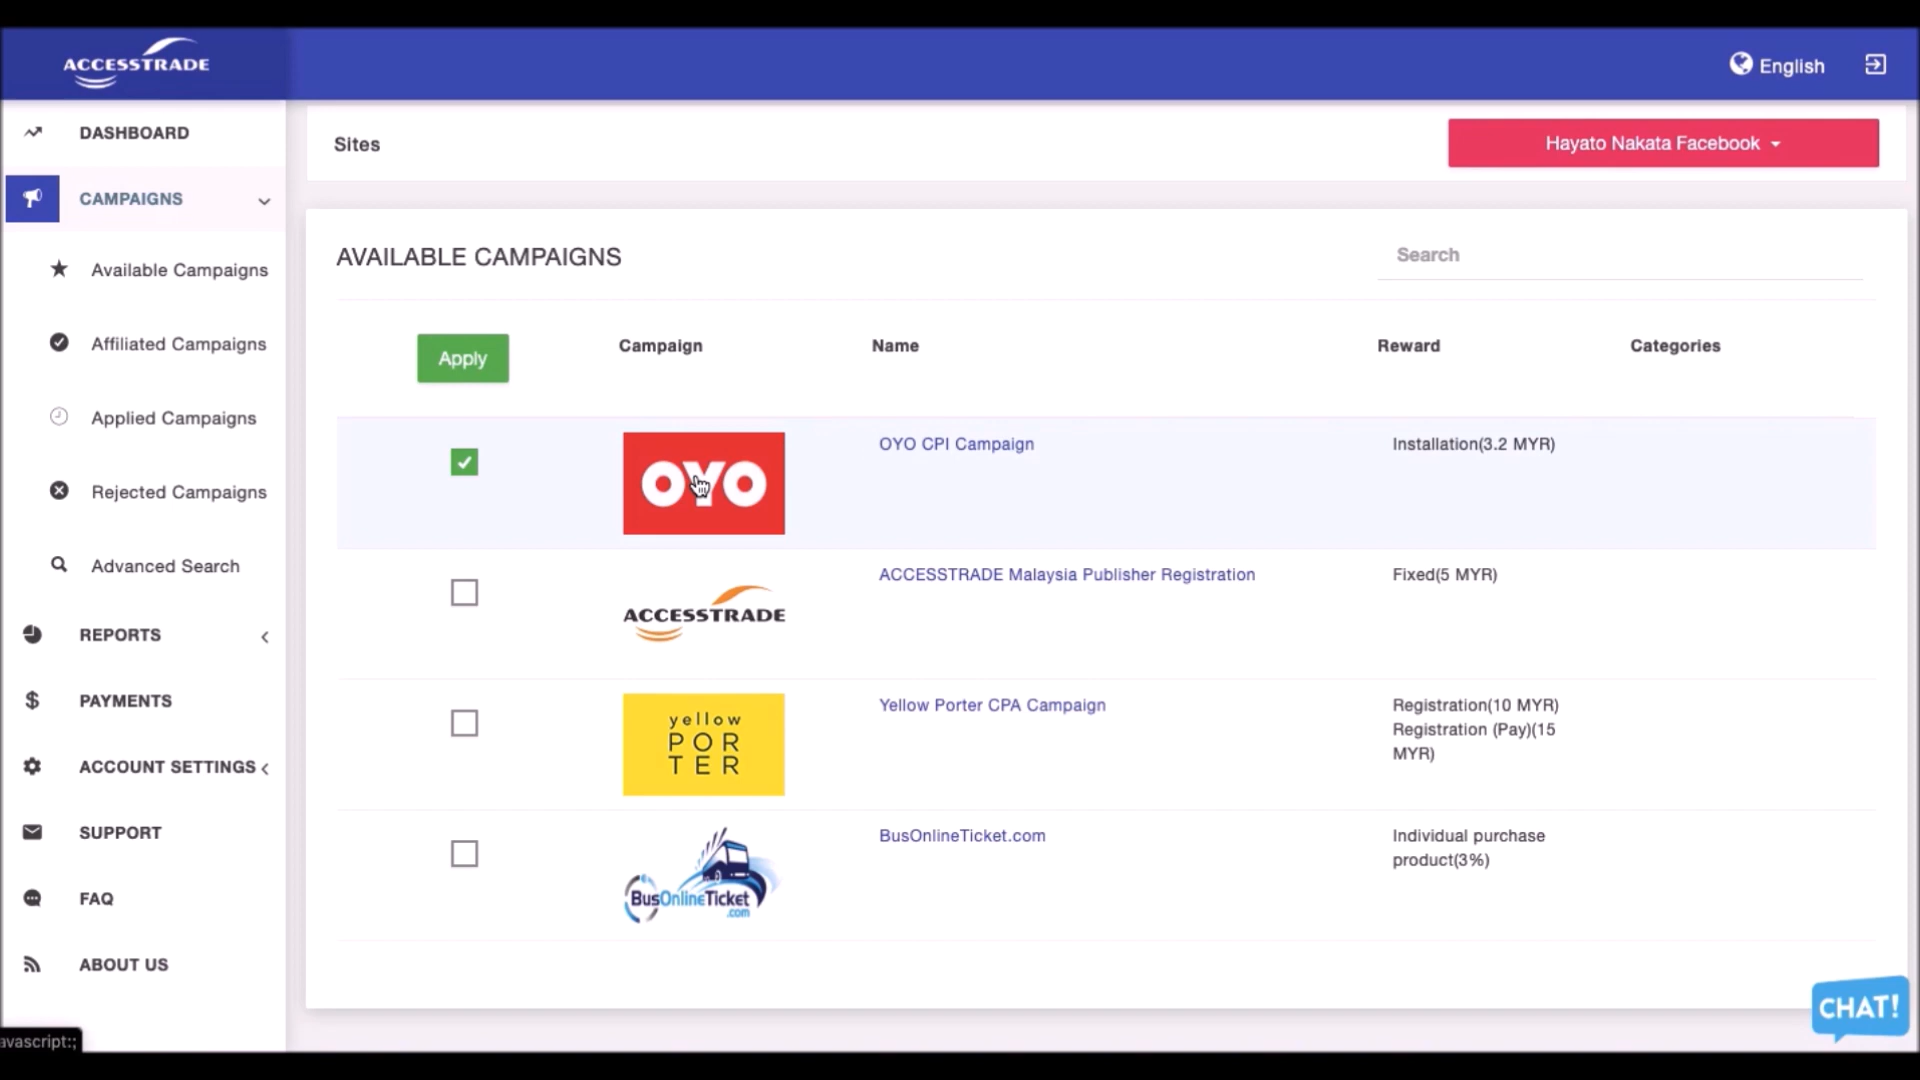 ACCESSTRADE
English
DASHBOARD
Sites
Hayato Nakata Facebook
CAMPAIGNS
Available Campaigns
Affiliated Campaigns
Applied Campaigns
Rejected Campaigns
Advanced Search
REPORTS
PAYMENTS
ACCOUNT SETTINGS
SUPPORT
FAQ
ABOUT US
avascript:;
AVAILABLE CAMPAIGNS
Search
Apply
Campaign
Name
Reward
Categories
OYO
OYO CPI Campaign
Installation(3.2 MYR)
ACCESSTRADE
ACCESSTRADE Malaysia Publisher Registration
Fixed(5 MYR)
yellow
POR
TER
Yellow Porter CPA Campaign
Registration(10 MYR)
Registration (Pay)(15
MYR)
BusOnlineTicket
.com
BusOnlineTicket.com
Individual purchase
product(3%)
CHAT!